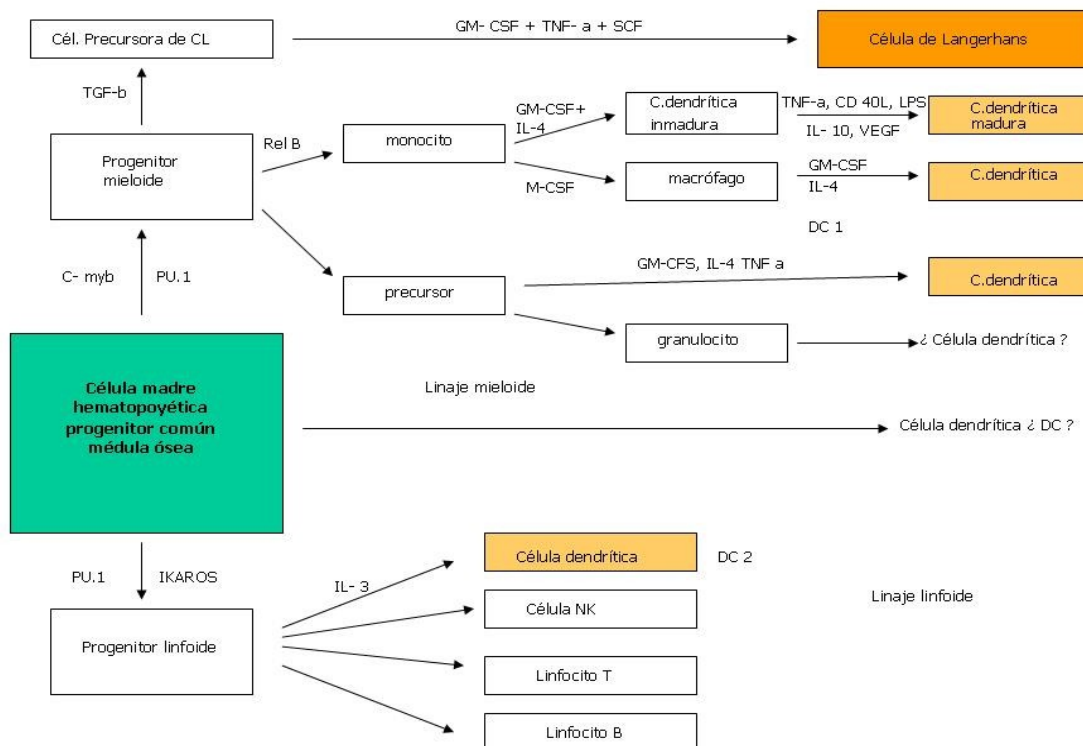 GM- CSF + TNF- a + SCF
Cél. Precursora de CL
Célula de Langerhans
TGF-b
GM-CSF+
IL-4
C.dendrítica
inmadura
TNF-a, CD 40L, LPS
IL- 10, VEGF
C.dendrítica
madura
Progenitor
mieloide
Rel B
monocito
M-CSF
macrófago
GM-CSF
IL-4
C.dendrítica
DC 1
C- myb
PU.1
precursor
GM-CFS, IL-4 TNF a
C.dendrítica
granulocito
¿ Célula dendrítica ?
Célula madre
hematopoyética
progenitor común
médula ósea
Linaje mieloide
Célula dendrítica ¿ DC ?
PU.1
IKAROS
IL- 3
Célula dendrítica
DC 2
Célula NK
Linaje linfoide
Progenitor linfoide
Linfocito T
Linfocito B